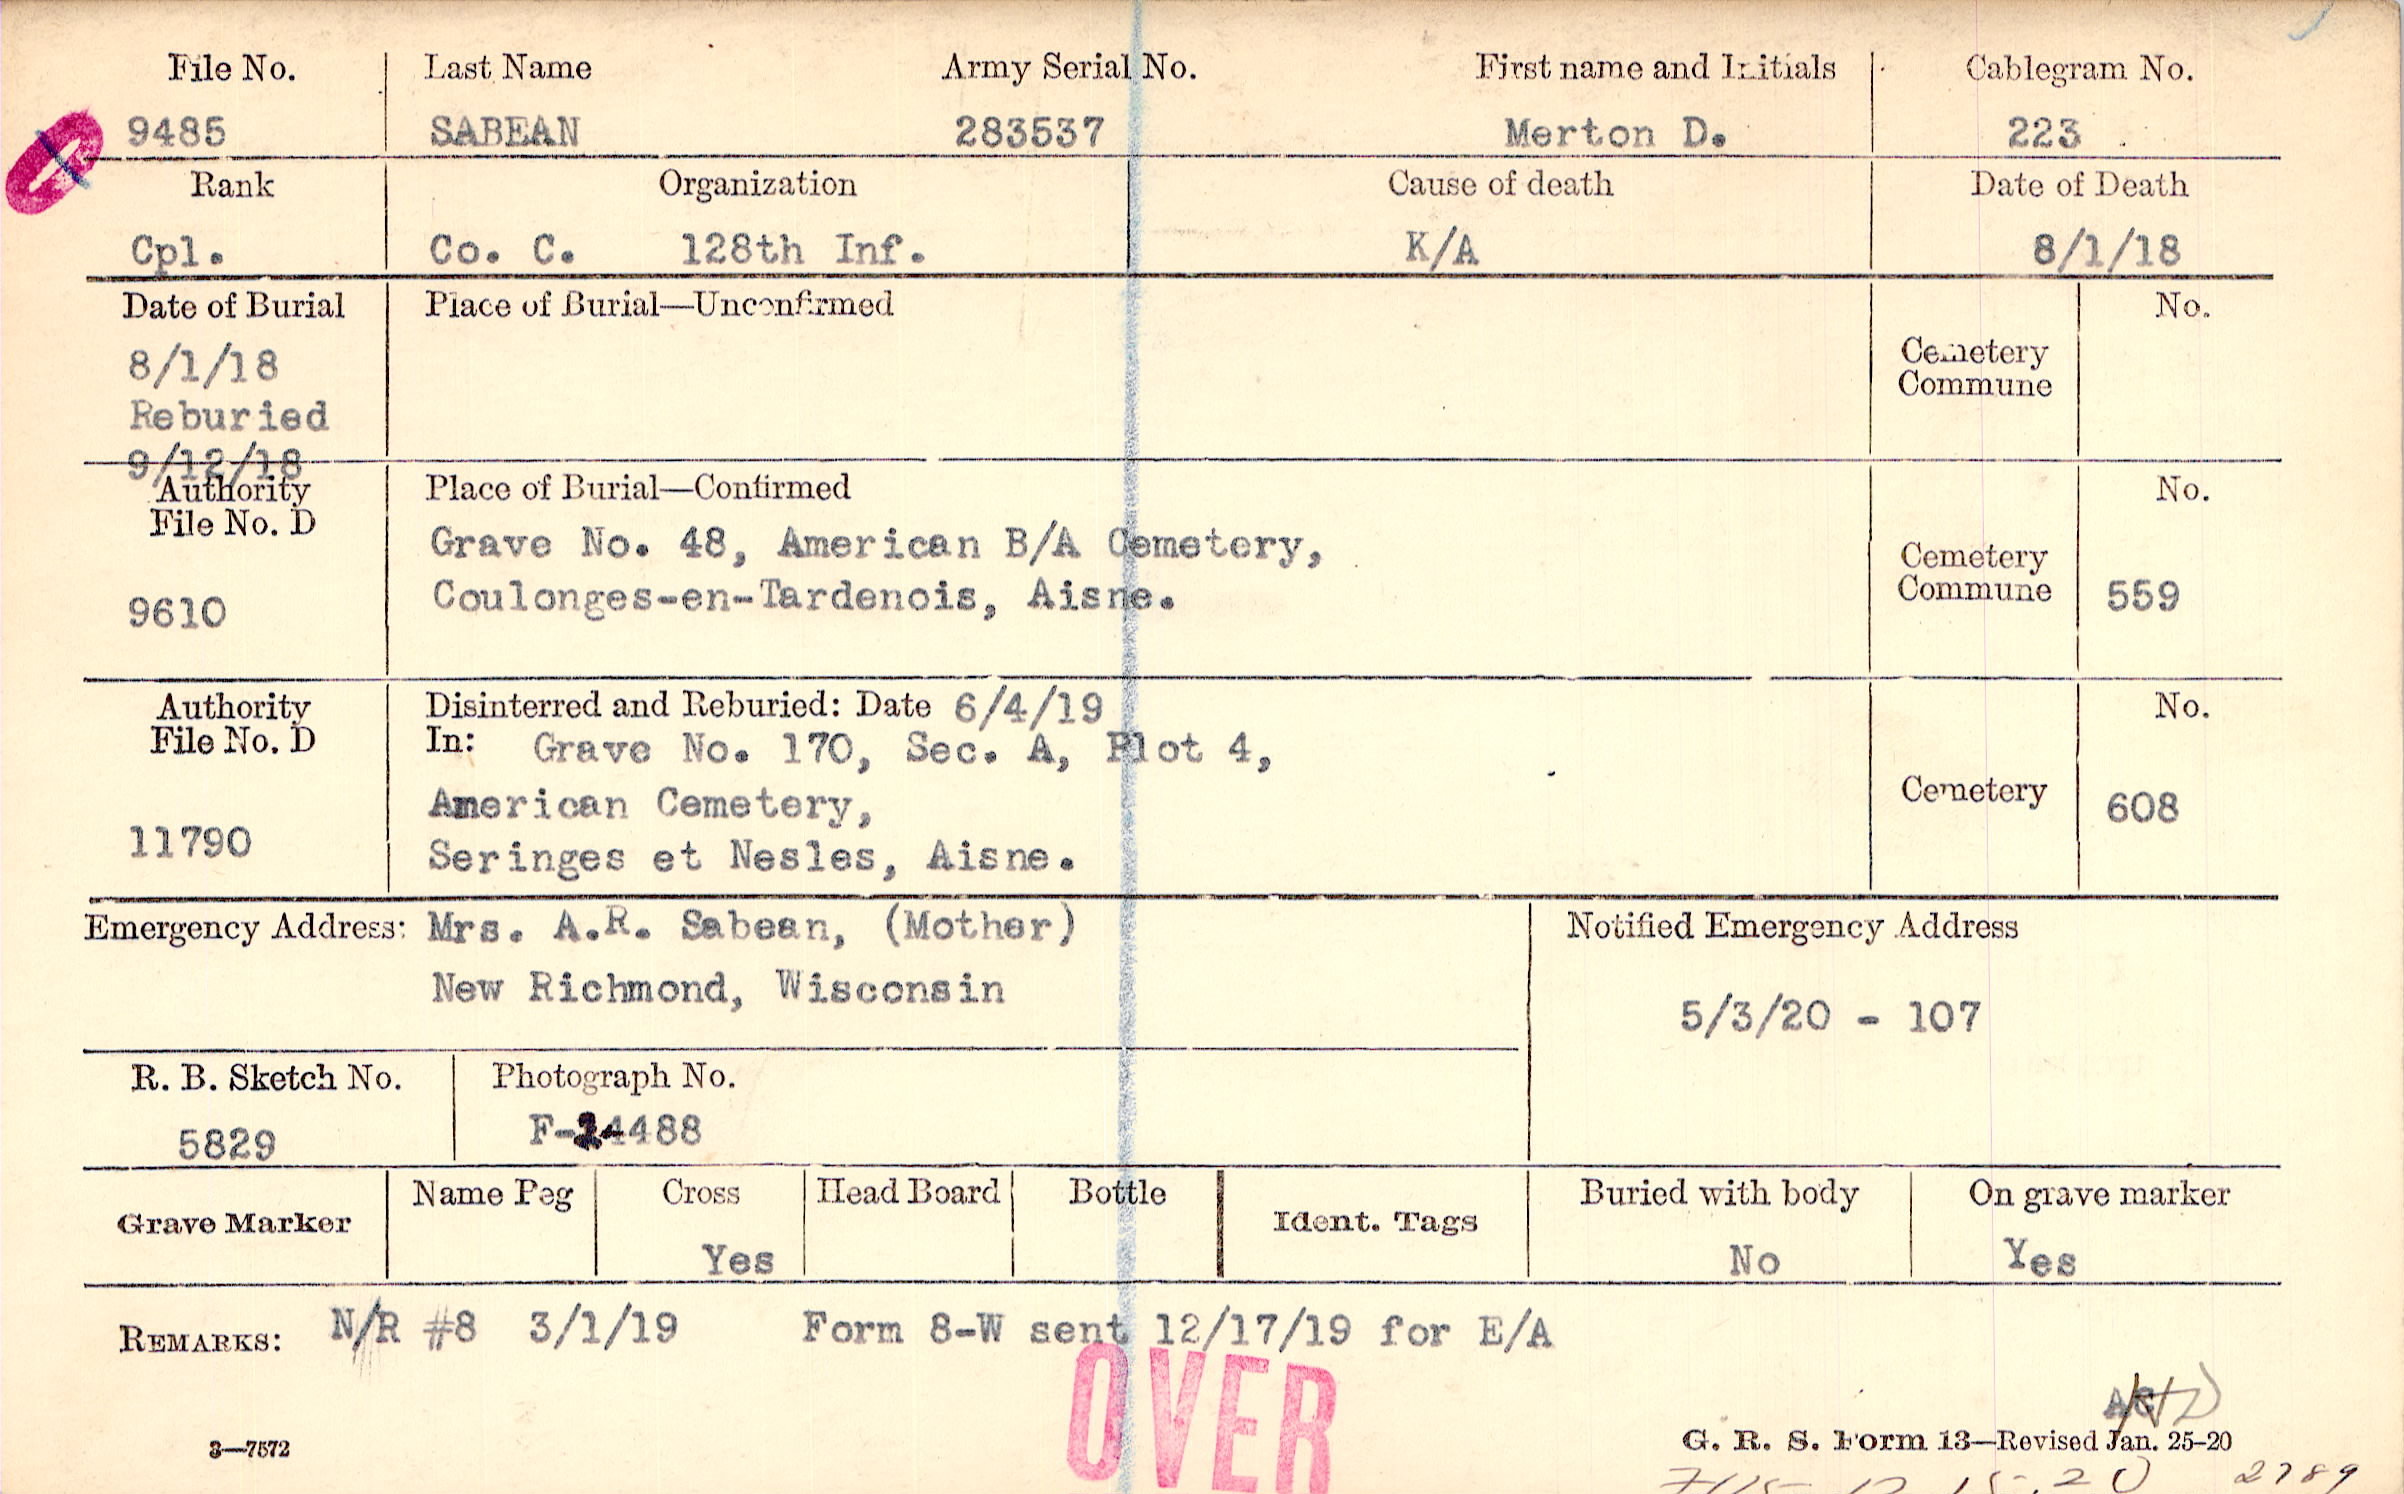 File No. Last Name Army Serial No. First name and Initials Cablegram No.
9485 SABEAN 283537 Merton D. 223
Rank Organization Cause of death Date of Death
Cpl. Co. C. 128th Inf. K/A 8/1/18
Date of Burial Place of Burial—Unconfirmed No.
8/1/18 Cemetery
Commune
Reburied
9/12/18
Authority Place of Burial—Confirmed No.
File No. D
Grave No. 48, American B/A Cemetery, Cemetery
9610 Coulonges-en-Tardenois, Aisne. Commune 559
Authority Disinterred and Reburied: Date 6/4/19 No.
File No. D In: Grave No. 170, Sec. A, Plot 4,
American Cemetery, Cemetery 608
11790 Seringes et Nesles, Aisne.
Emergency Address: Mrs. A.R. Sabean, (Mother) Notified Emergency Address
New Richmond, Wisconsin 5/3/20 - 107
R. B. Sketch No. Photograph No.
5829 F-24488
Name Peg Cross Head Board Bottle Buried with body On grave marker
Grave Marker Ident. Tags
Yes No Yes
REMARKS: N/R #8 3/1/19 Form 8-W sent 12/17/19 for E/A
OVER
3—7572 G. R. S. Form 13—Revised Jan. 25-20
2789